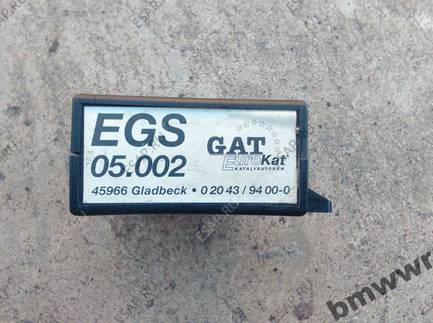 EGS
05.002
GAT
EuroKat
KATALYSATOREN
45966 Gladbeck • 0 20 43 / 94 00-0
bmwwr